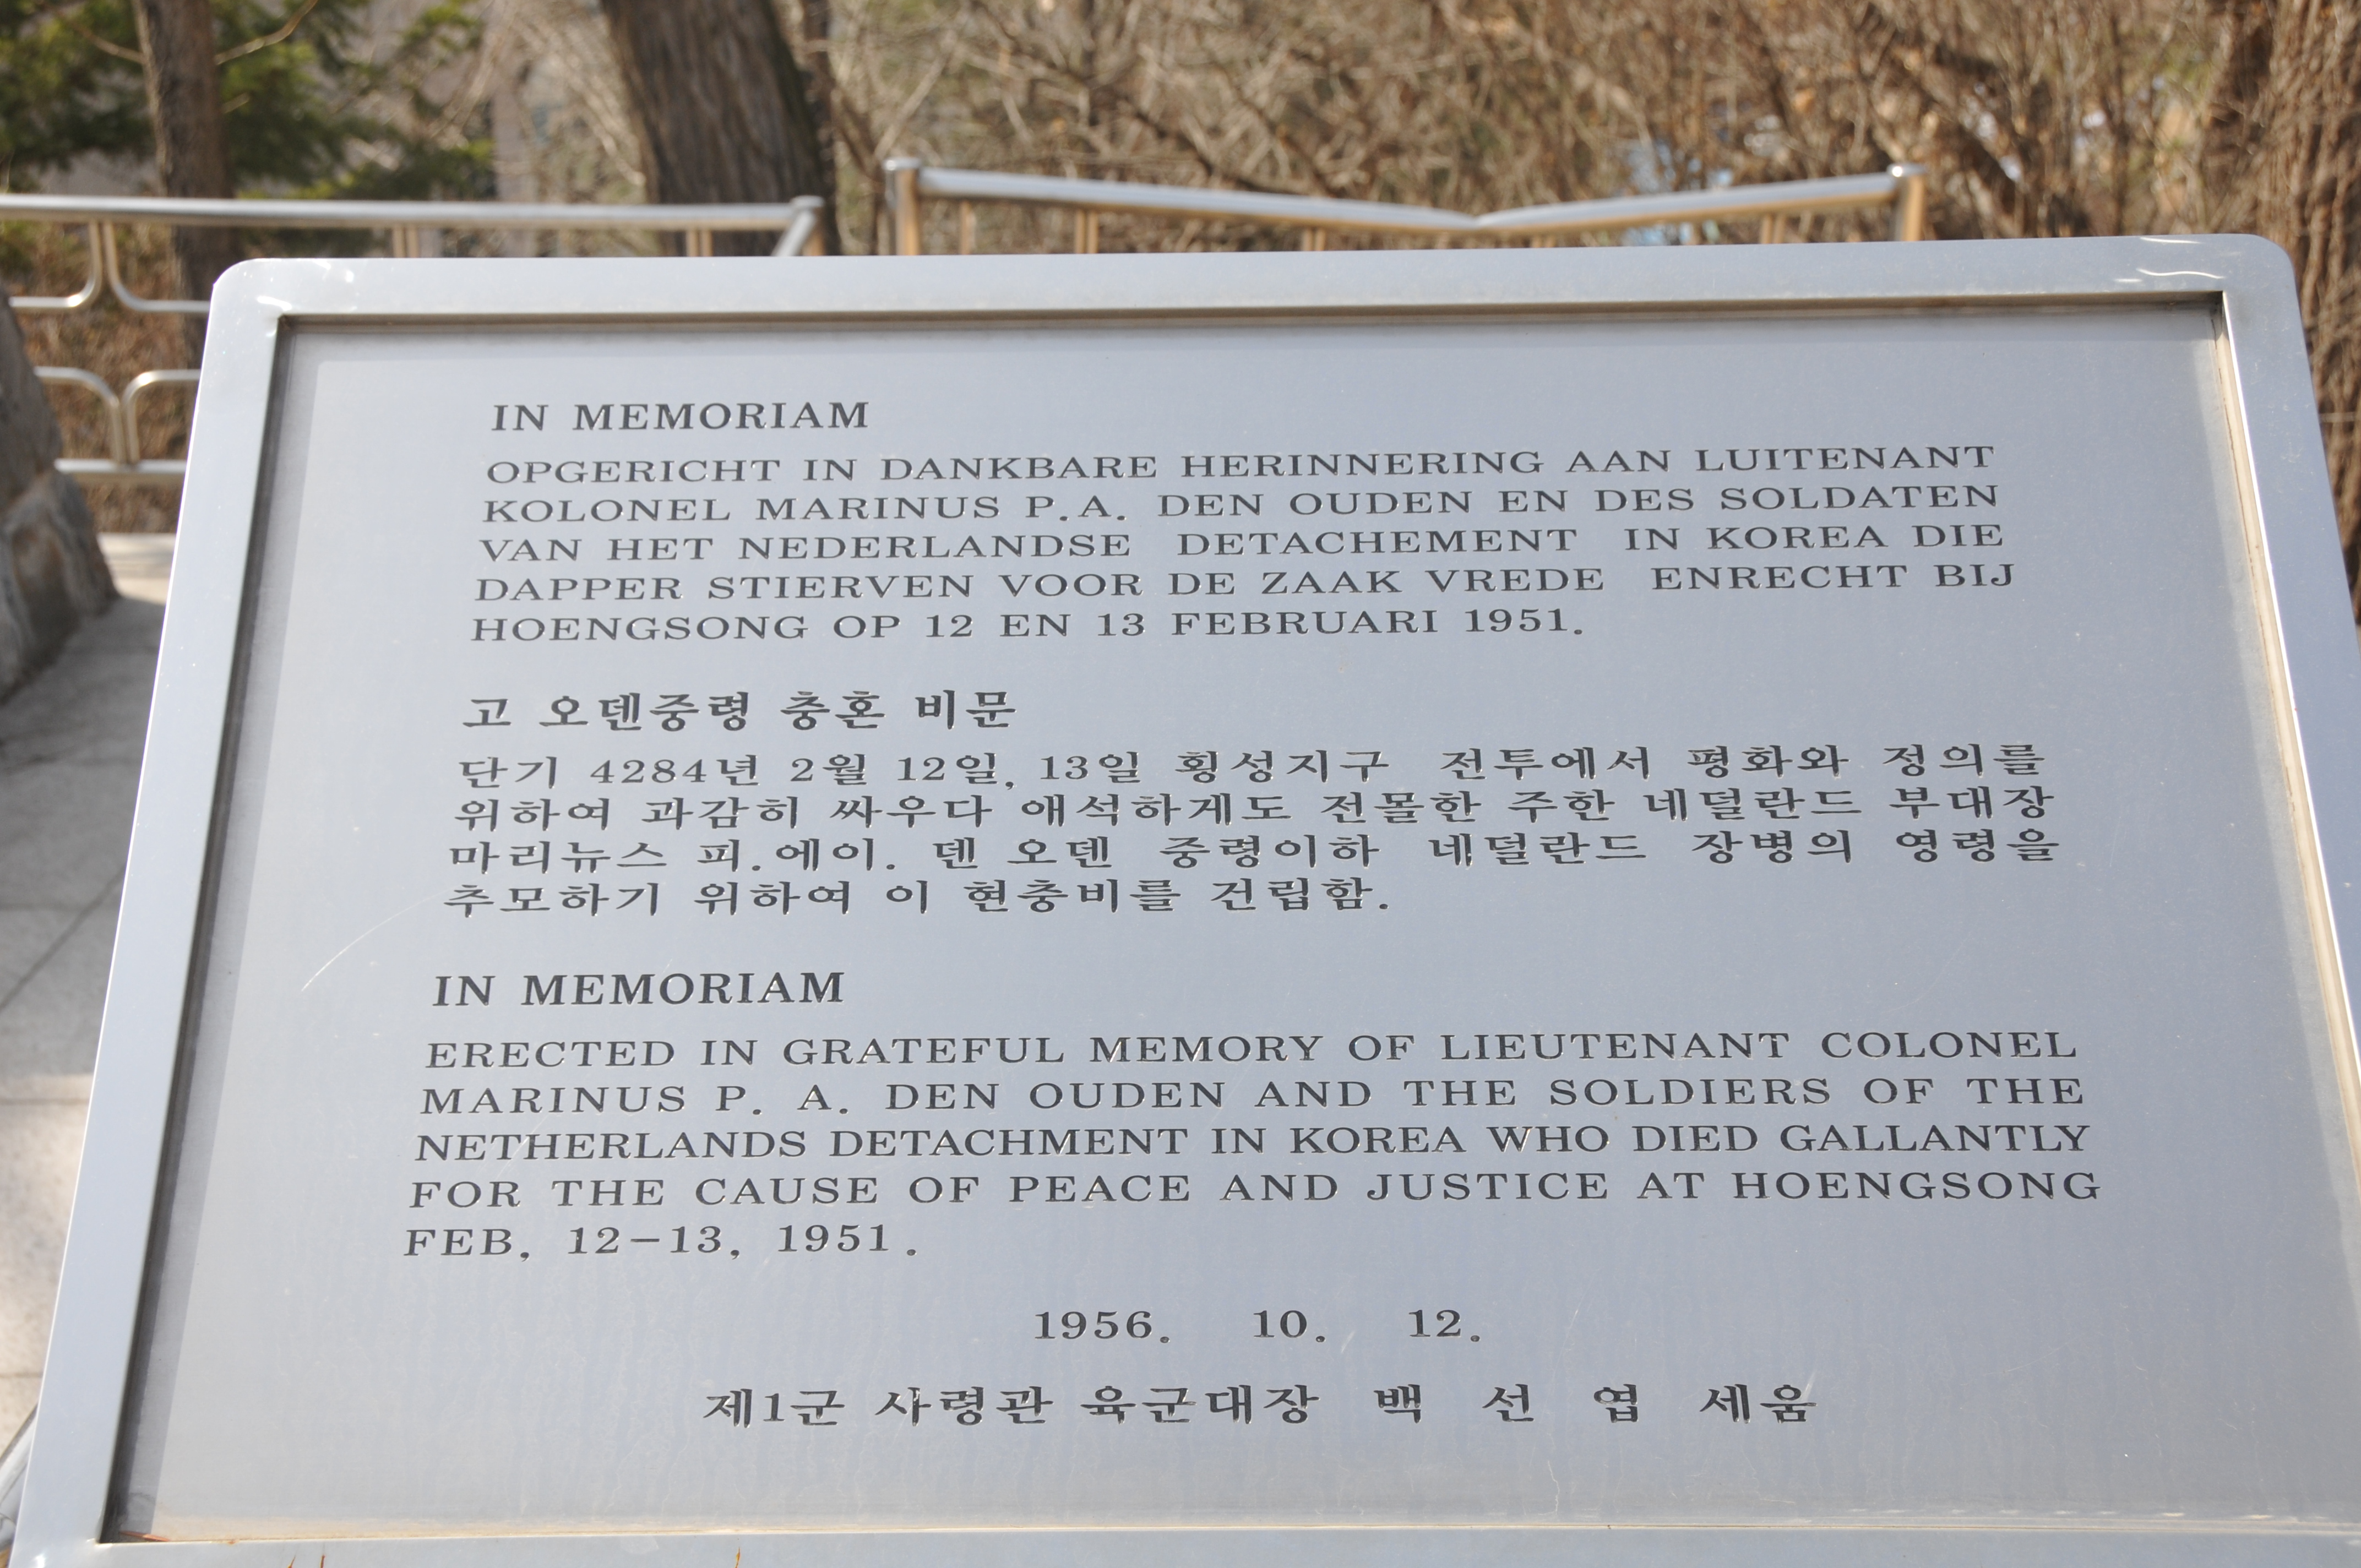 IN MEMORIAM
OPGERICHT IN DANKBARE HERINNERING AAN LUITENANT
KOLONEL MARINUS P.A. DEN OUDEN EN DES SOLDATEN
VAN HET NEDERLANDSE DETACHEMENT IN KOREA DIE
DAPPER STIERVEN VOOR DE ZAAK VREDE ENRECHT BIJ
HOENGSONG OP 12 EN 13 FEBRUARI 1951.
고 오덴중령 충혼 비문
단기 4284년 2월 12일, 13일 횡성지구 전투에서 평화와 정의를
위하여 과감히 싸우다 애석하게도 전몰한 주한 네덜란드 부대장
마리뉴스 피.에이. 덴 오덴 중령이하 네덜란드 장병의 영령을
추모하기 위하여 이 현충비를 건립함.
IN MEMORIAM
ERECTED IN GRATEFUL MEMORY OF LIEUTENANT COLONEL
MARINUS P. A. DEN OUDEN AND THE SOLDIERS OF THE
NETHERLANDS DETACHMENT IN KOREA WHO DIED GALLANTLY
FOR THE CAUSE OF PEACE AND JUSTICE AT HOENGSONG
FEB, 12-13, 1951.
1956. 10. 12.
제1군 사령관 육군대장 백 선 엽 세움